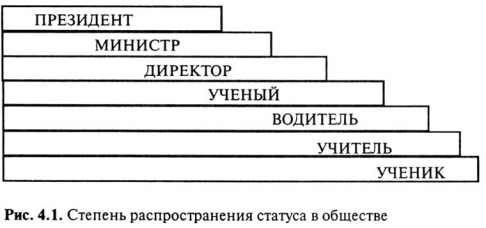 ПРЕЗИДЕНТ
МИНИСТР
ДИРЕКТОР
УЧЕНЫЙ
ВОДИТЕЛЬ
УЧИТЕЛЬ
УЧЕНИК
Рис. 4.1. Степень распространения статуса в обществе